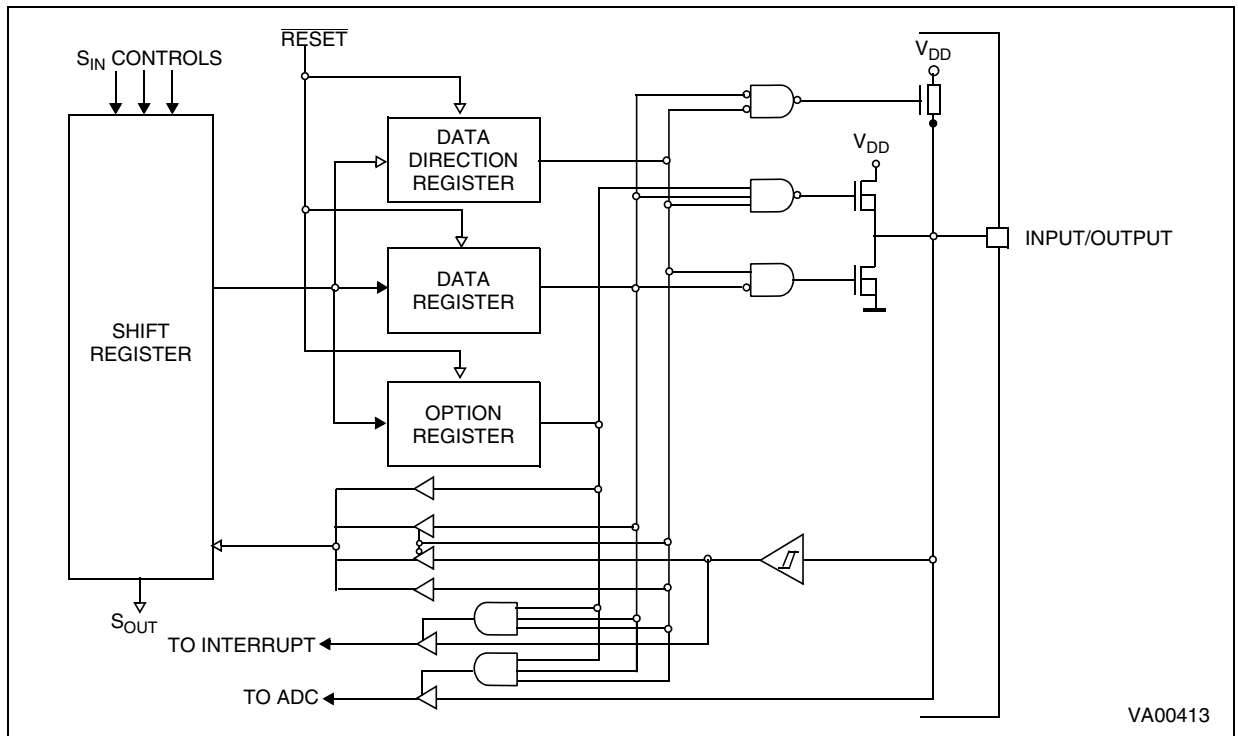 S_IN CONTROLS
RESET
V_DD
DATA
DIRECTION
REGISTER
V_DD
INPUT/OUTPUT
DATA
REGISTER
SHIFT
REGISTER
OPTION
REGISTER
S_OUT
TO INTERRUPT
TO ADC
VA00413